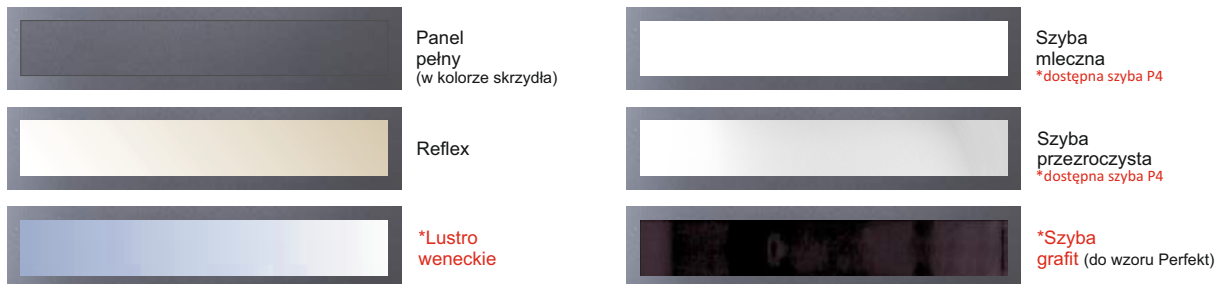 Panel
pełny
(w kolorze skrzydła)
Szyba
mleczna
*dostępna szyba P4
Reflex
Szyba
przezroczysta
*dostępna szyba P4
*Lustro
weneckie
*Szyba
grafit (do wzoru Perfekt)